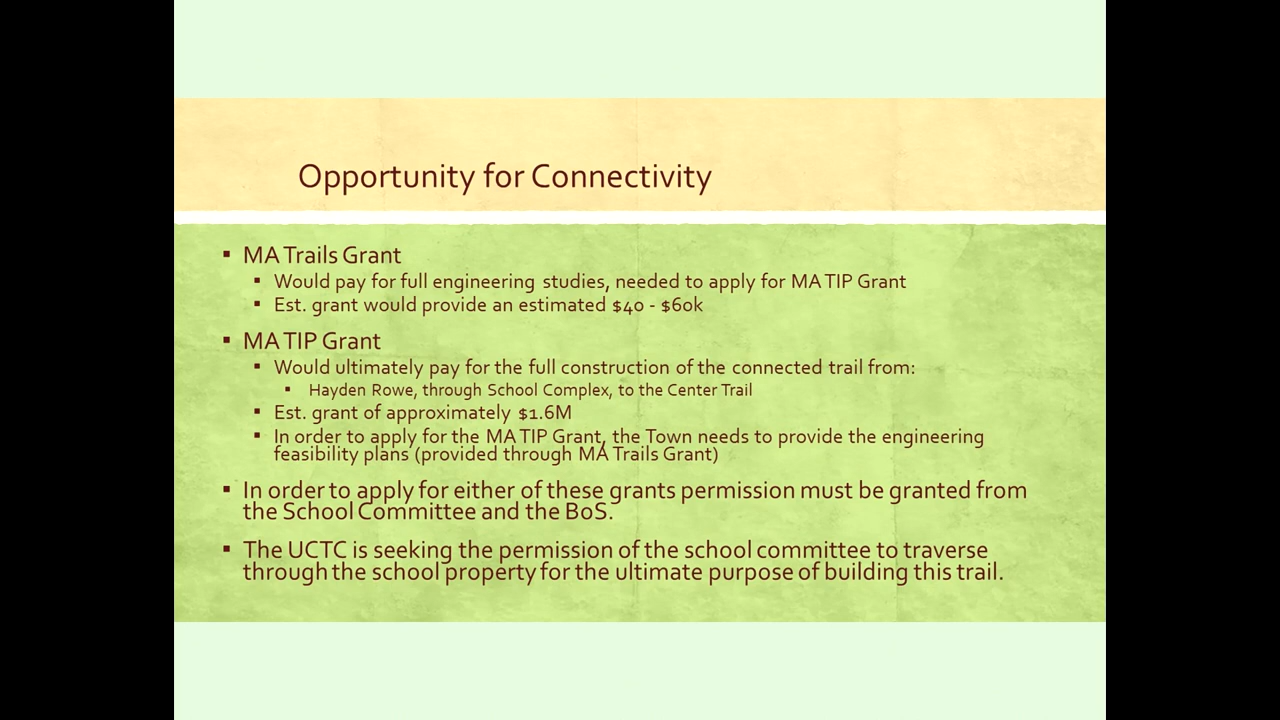 Opportunity for Connectivity
▪ MA Trails Grant
▪ Would pay for full engineering studies, needed to apply for MA TIP Grant
▪ Est. grant would provide an estimated $40 - $60k
▪ MA TIP Grant
▪ Would ultimately pay for the full construction of the connected trail from:
▪ Hayden Rowe, through School Complex, to the Center Trail
▪ Est. grant of approximately $1.6M
▪ In order to apply for the MA TIP Grant, the Town needs to provide the engineering
feasibility plans (provided through MA Trails Grant)
▪ In order to apply for either of these grants permission must be granted from
the School Committee and the BoS.
▪ The UCTC is seeking the permission of the school committee to traverse
through the school property for the ultimate purpose of building this trail.